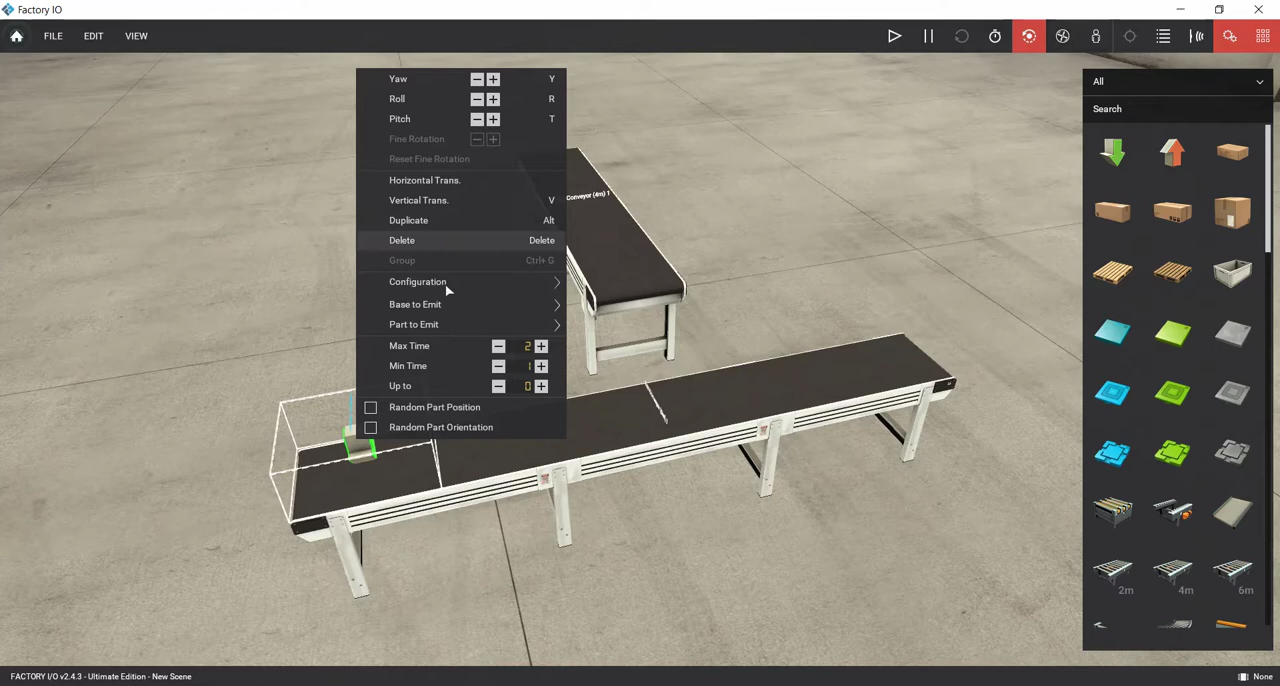 Factory IO
FILE EDIT VIEW
Yaw Y
Roll R
Pitch T
Fine Rotation
Reset Fine Rotation
Horizontal Trans.
Vertical Trans. V
Duplicate Alt
Delete Delete
Group Ctrl+ G
Configuration
Base to Emit
Part to Emit
Max Time 2
Min Time 1
Up to 0
Random Part Position
Random Part Orientation
Conveyor (4m) 1
All
Search
2m 4m 6m
FACTORY I/O v2.4.3 - Ultimate Edition - New Scene
None